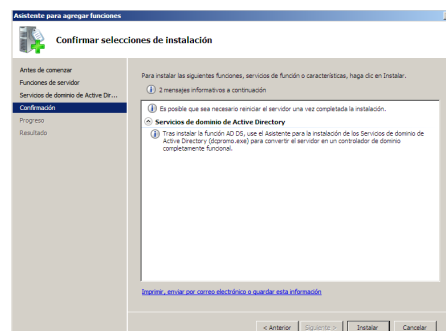 Asistente para agregar funciones
Confirmar selecciones de instalación
Antes de comenzar
Funciones de servidor
Servicios de dominio de Active Dir...
Confirmación
Progreso
Resultado
Para instalar las siguientes funciones, servicios de función o características, haga clic en Instalar.
2 mensajes informativos a continuación
Es posible que sea necesario reiniciar el servidor una vez completada la instalación.
Servicios de dominio de Active Directory
Tras instalar la función AD DS, use el Asistente para la instalación de los Servicios de dominio de
Active Directory (dcpromo.exe) para convertir el servidor en un controlador de dominio
completamente funcional.
Imprimir, enviar por correo electrónico o guardar esta información
< Anterior
Siguiente >
Instalar
Cancelar